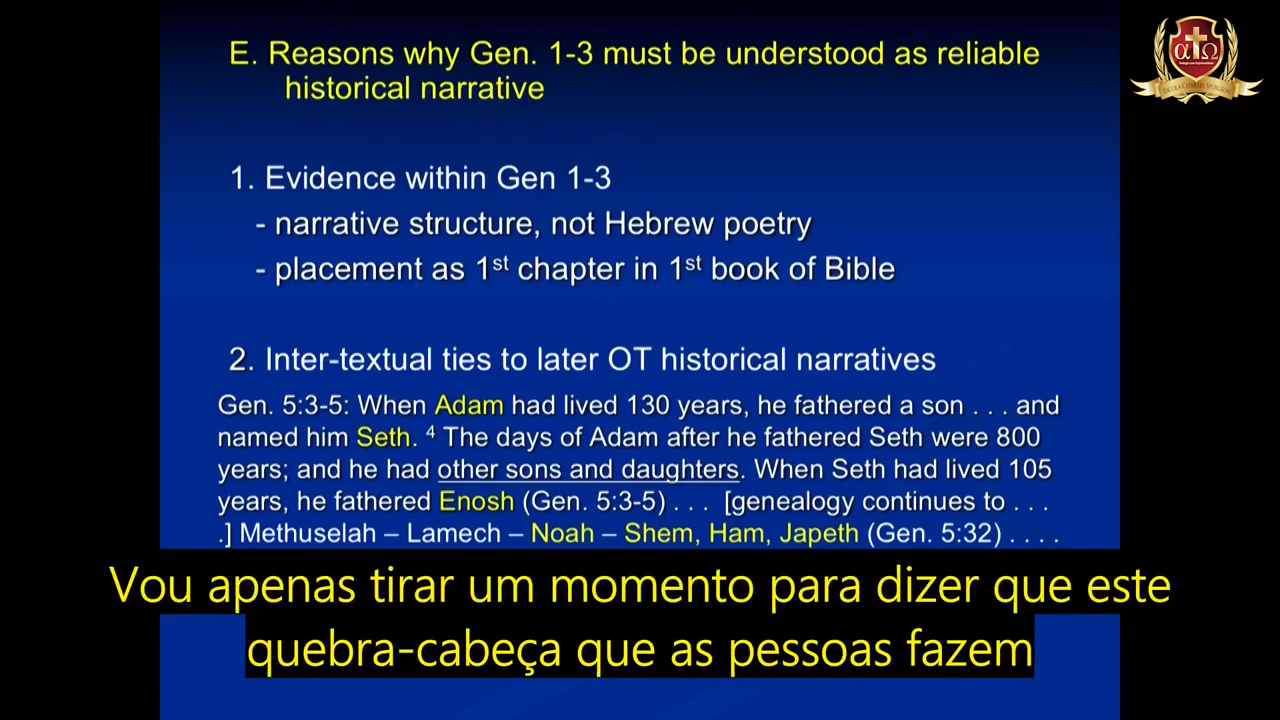 E. Reasons why Gen. 1-3 must be understood as reliable
historical narrative
1. Evidence within Gen 1-3
- narrative structure, not Hebrew poetry
- placement as 1st chapter in 1st book of Bible
2. Inter-textual ties to later OT historical narratives
Gen. 5:3-5: When Adam had lived 130 years, he fathered a son . . . and
named him Seth. 4 The days of Adam after he fathered Seth were 800
years; and he had other sons and daughters. When Seth had lived 105
years, he fathered Enosh (Gen. 5:3-5) . . .  [genealogy continues to . . .
.] Methuselah – Lamech – Noah – Shem, Ham, Japeth (Gen. 5:32) . . . .
Vou apenas tirar um momento para dizer que este
quebra-cabeça que as pessoas fazem
α Ω
ESCOLA CHARLES SPURGEON